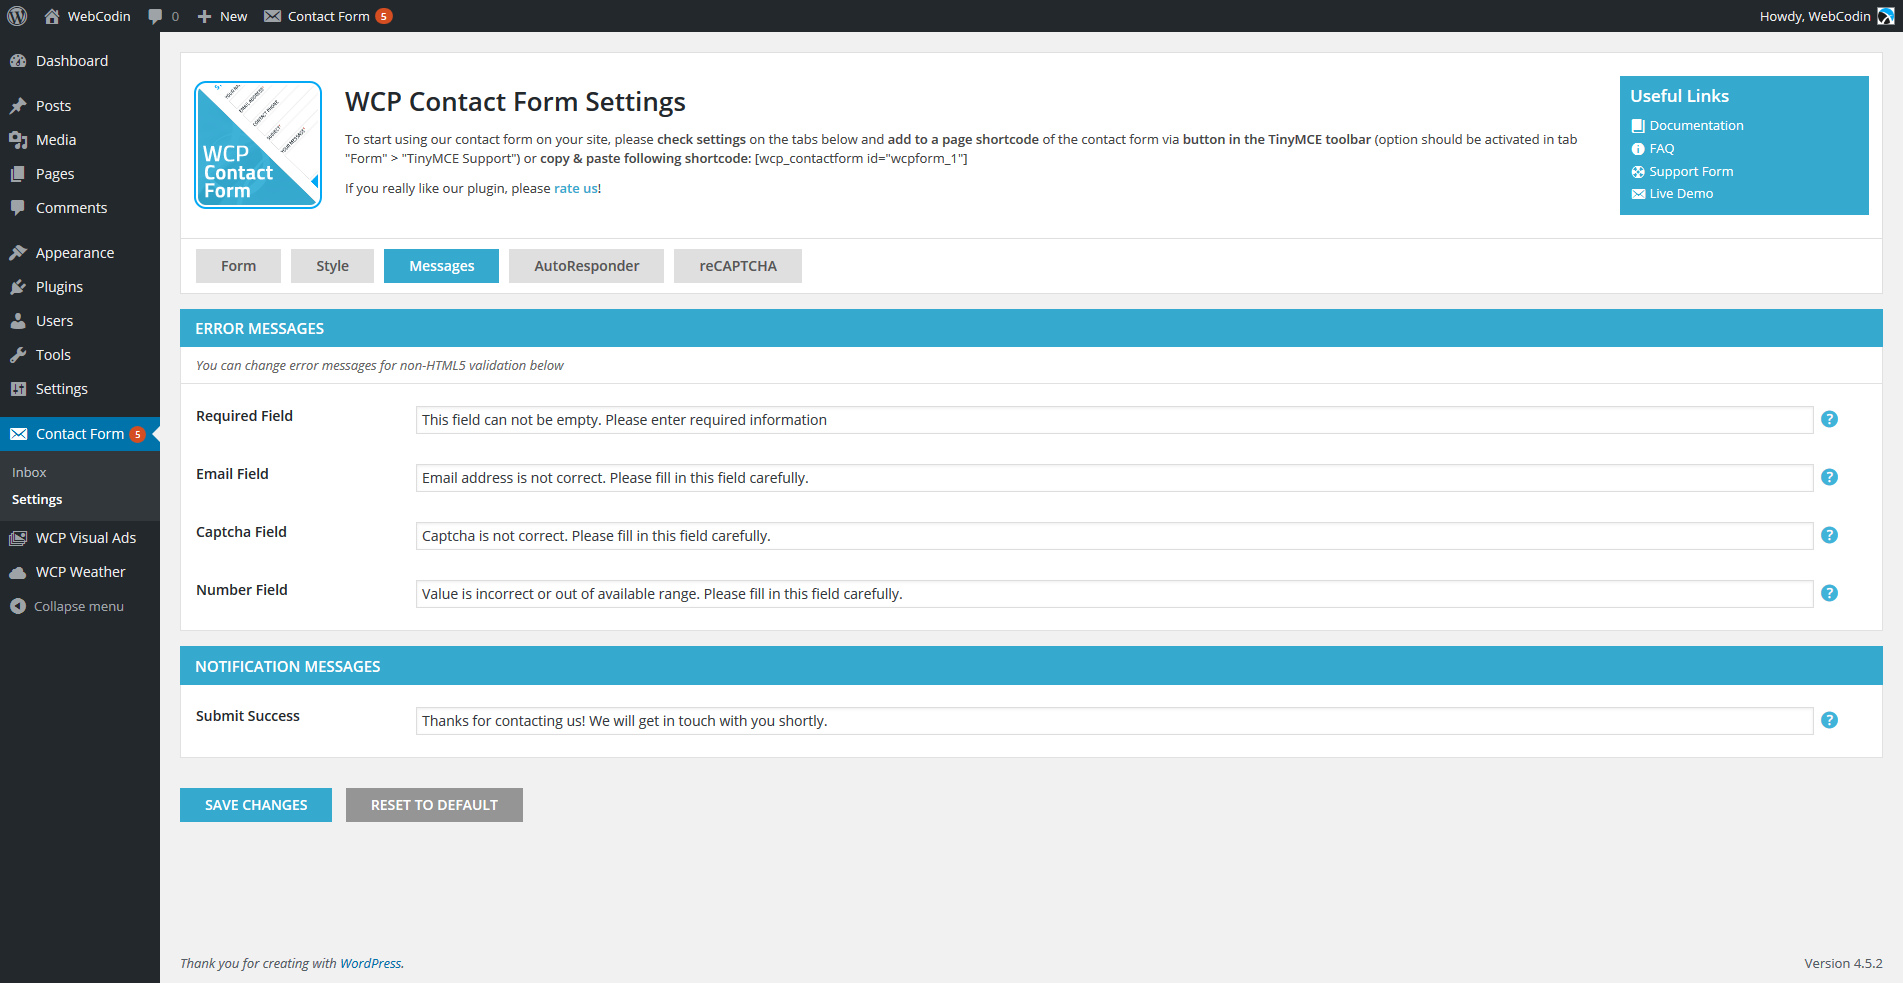 WebCodin 0 New Contact Form 5 Howdy, WebCodin
Dashboard
Posts
Media
Pages
Comments
Appearance
Plugins
Users
Tools
Settings
Contact Form 5
Inbox
Settings
WCP Visual Ads
WCP Weather
Collapse menu
EMAIL ADDRESS*
CONTACT PHONE
SUBJECT*
YOUR MESSAGE*
WCP
Contact
Form
WCP Contact Form Settings
To start using our contact form on your site, please check settings on the tabs below and add to a page shortcode of the contact form via button in the TinyMCE toolbar (option should be activated in tab
"Form" > "TinyMCE Support") or copy & paste following shortcode: [wcp_contactform id="wcpform_1"]
If you really like our plugin, please rate us!
Useful Links
Documentation
FAQ
Support Form
Live Demo
Form Style Messages AutoResponder reCAPTCHA
ERROR MESSAGES
You can change error messages for non-HTML5 validation below
Required Field This field can not be empty. Please enter required information ?
Email Field Email address is not correct. Please fill in this field carefully. ?
Captcha Field Captcha is not correct. Please fill in this field carefully. ?
Number Field Value is incorrect or out of available range. Please fill in this field carefully. ?
NOTIFICATION MESSAGES
Submit Success Thanks for contacting us! We will get in touch with you shortly. ?
SAVE CHANGES RESET TO DEFAULT
Thank you for creating with WordPress. Version 4.5.2